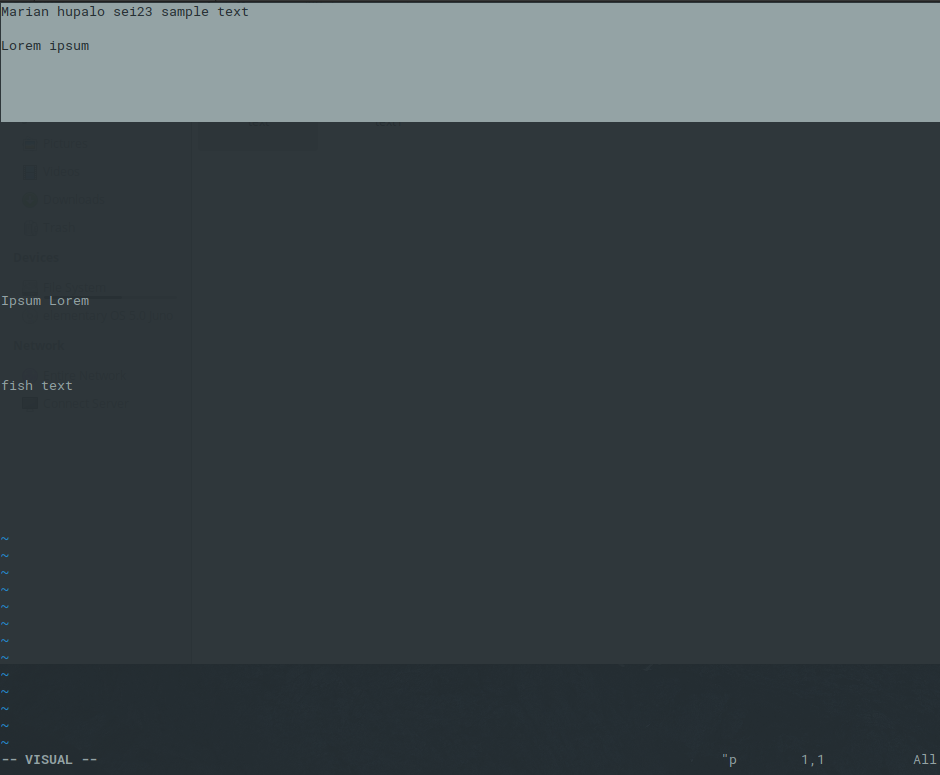 Marian hupalo sei23 sample text
Lorem ipsum
Ipsum Lorem
fish text
~
~
~
~
~
~
~
~
~
~
~
~
~
-- VISUAL -- "p 1,1 All